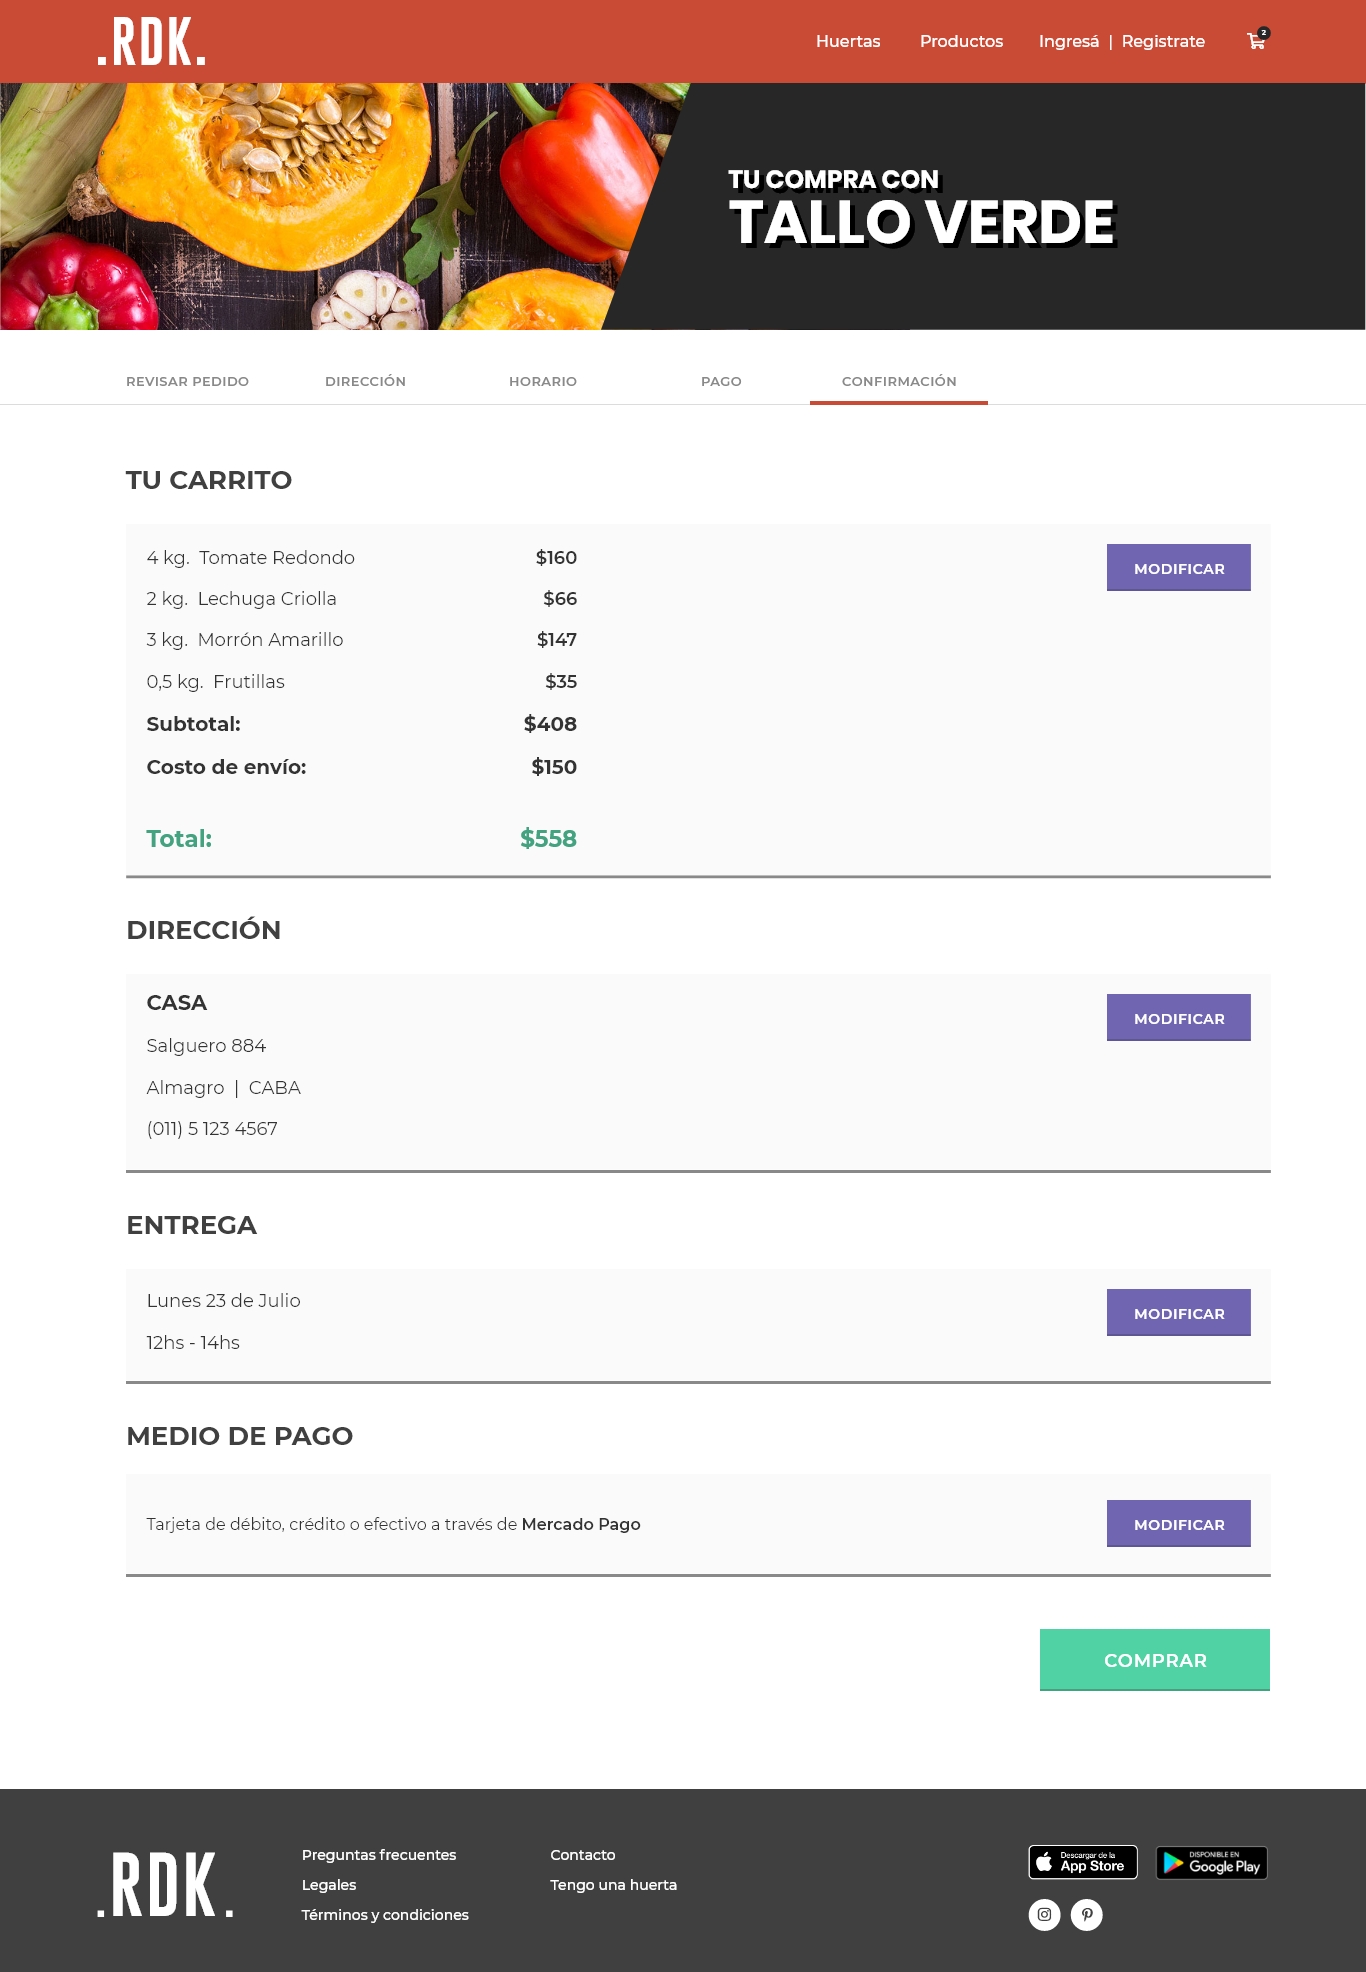 .RDK.
Huertas Productos Ingresá | Registrate 2
TU COMPRA CON
TALLO VERDE
REVISAR PEDIDO DIRECCIÓN HORARIO PAGO CONFIRMACIÓN
TU CARRITO
4 kg. Tomate Redondo $160 MODIFICAR
2 kg. Lechuga Criolla $66
3 kg. Morrón Amarillo $147
0,5 kg. Frutillas $35
Subtotal: $408
Costo de envío: $150
Total: $558
DIRECCIÓN
CASA MODIFICAR
Salguero 884
Almagro | CABA
(011) 5 123 4567
ENTREGA
Lunes 23 de Julio MODIFICAR
12hs - 14hs
MEDIO DE PAGO
Tarjeta de débito, crédito o efectivo a través de Mercado Pago MODIFICAR
COMPRAR
.RDK.
Preguntas frecuentes
Legales
Términos y condiciones
Contacto
Tengo una huerta
Descargar de la
App Store
DISPONIBLE EN
Google Play